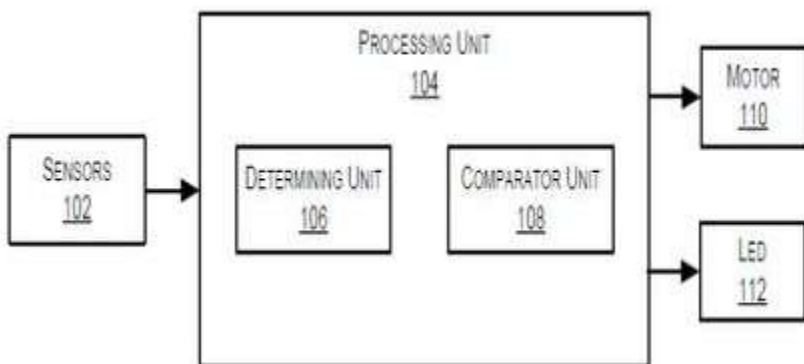 PROCESSING UNIT
104
MOTOR
110
SENSORS
102
DETERMINING UNIT
106
COMPARATOR UNIT
108
LED
112